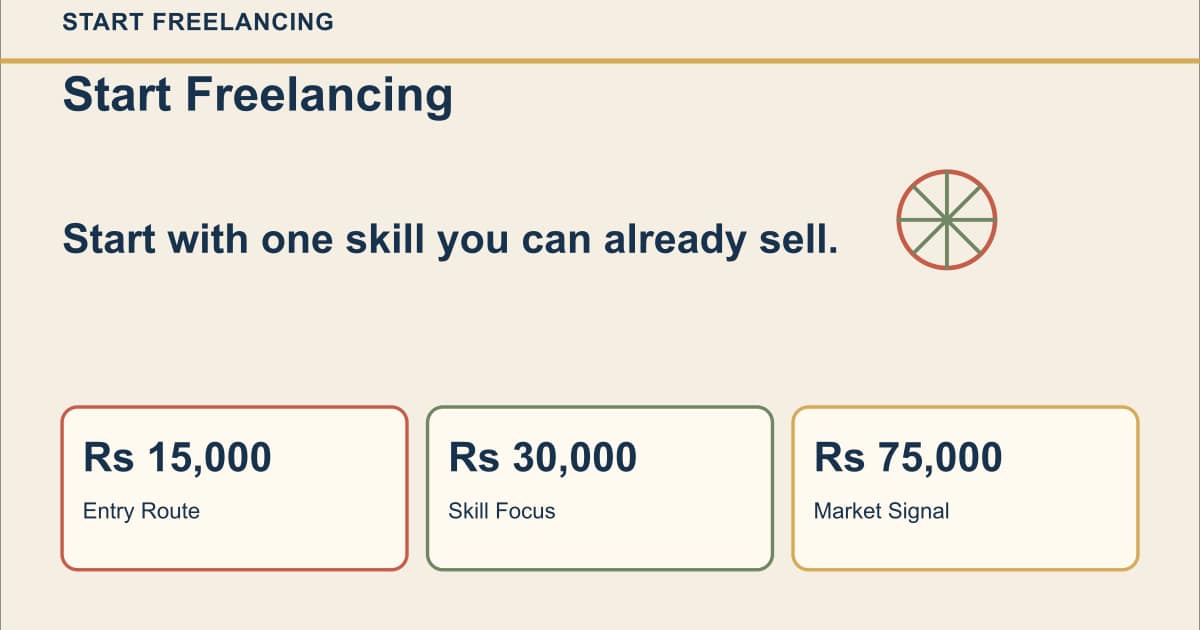 START FREELANCING
Start Freelancing
Start with one skill you can already sell.
Rs 15,000
Entry Route
Rs 30,000
Skill Focus
Rs 75,000
Market Signal